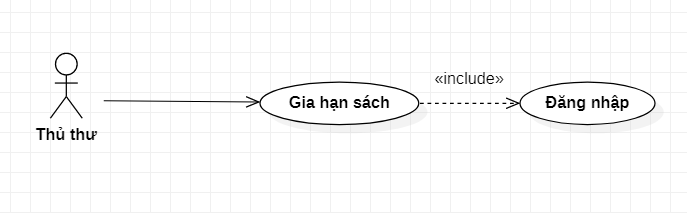 «include»
Gia hạn sách
Đăng nhập
Thủ thư